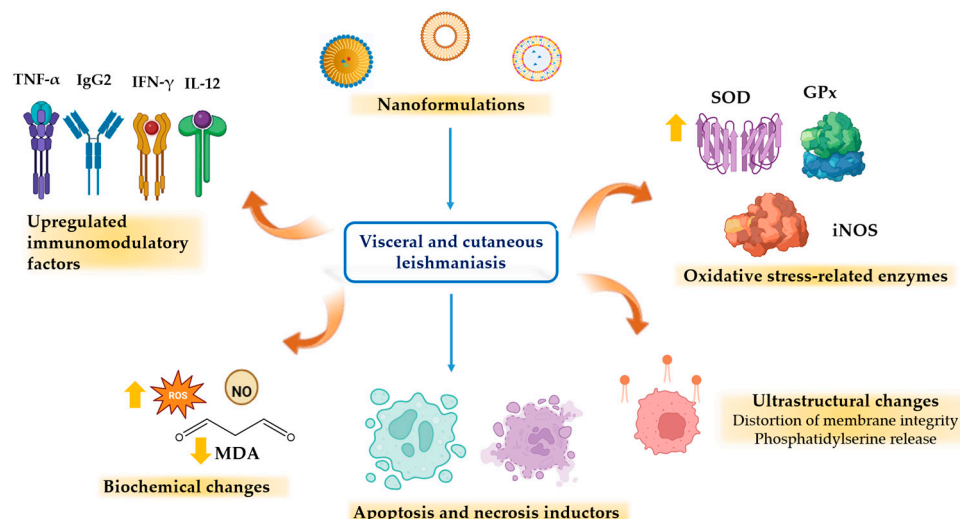 TNF-α IgG2 IFN-γ IL-12
Upregulated
immunomodulatory
factors
Nanoformulations
Visceral and cutaneous
leishmaniasis
SOD
GPx
iNOS
Oxidative stress-related enzymes
ROS
NO
MDA
Biochemical changes
Apoptosis and necrosis inductors
Ultrastructural changes
Distortion of membrane integrity
Phosphatidylserine release